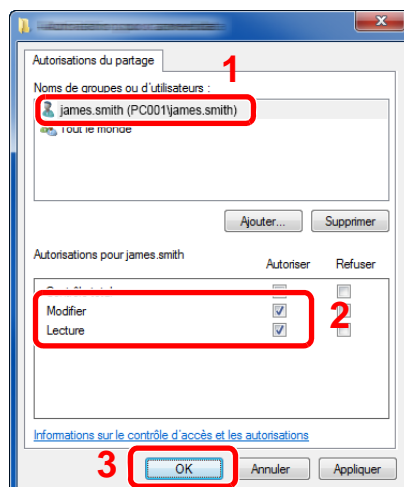 Autorisations du partage
1
Noms de groupes ou d'utilisateurs :
james.smith (PC001\james.smith)
Tout le monde
Ajouter... Supprimer
Autorisations pour james.smith Autoriser Refuser
Modifier
2
Lecture
Informations sur le contrôle d'accès et les autorisations
3 OK Annuler Appliquer